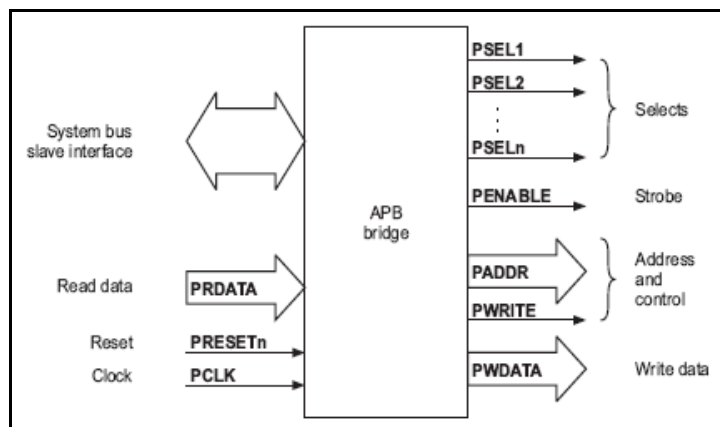 PSEL1
PSEL2
PSELn
Selects
System bus
slave interface
PENABLE
Strobe
APB
bridge
PADDR
Address
and
control
Read data
PRDATA
PWRITE
Reset
PRESETn
Clock
PCLK
PWDATA
Write data